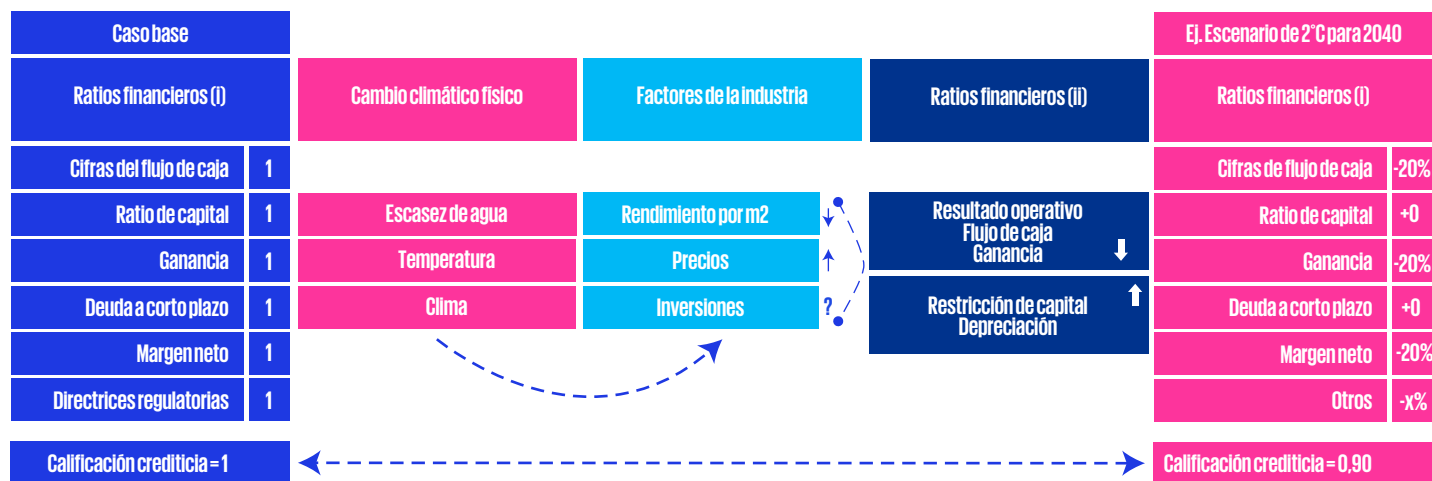 Caso base
Ratios financieros (i)
Cifras del flujo de caja 1
Ratio de capital 1
Ganancia 1
Deuda a corto plazo 1
Margen neto 1
Directrices regulatorias 1
Calificación crediticia = 1
Cambio climático físico
Escasez de agua
Temperatura
Clima
Factores de la industria
Rendimiento por m2
Precios
Inversiones ?
Ratios financieros (ii)
Resultado operativo
Flujo de caja
Ganancia
Restricción de capital
Depreciación
Ej. Escenario de 2°C para 2040
Ratios financieros (i)
Cifras de flujo de caja -20%
Ratio de capital +0
Ganancia -20%
Deuda a corto plazo +0
Margen neto -20%
Otros -x%
Calificación crediticia = 0,90